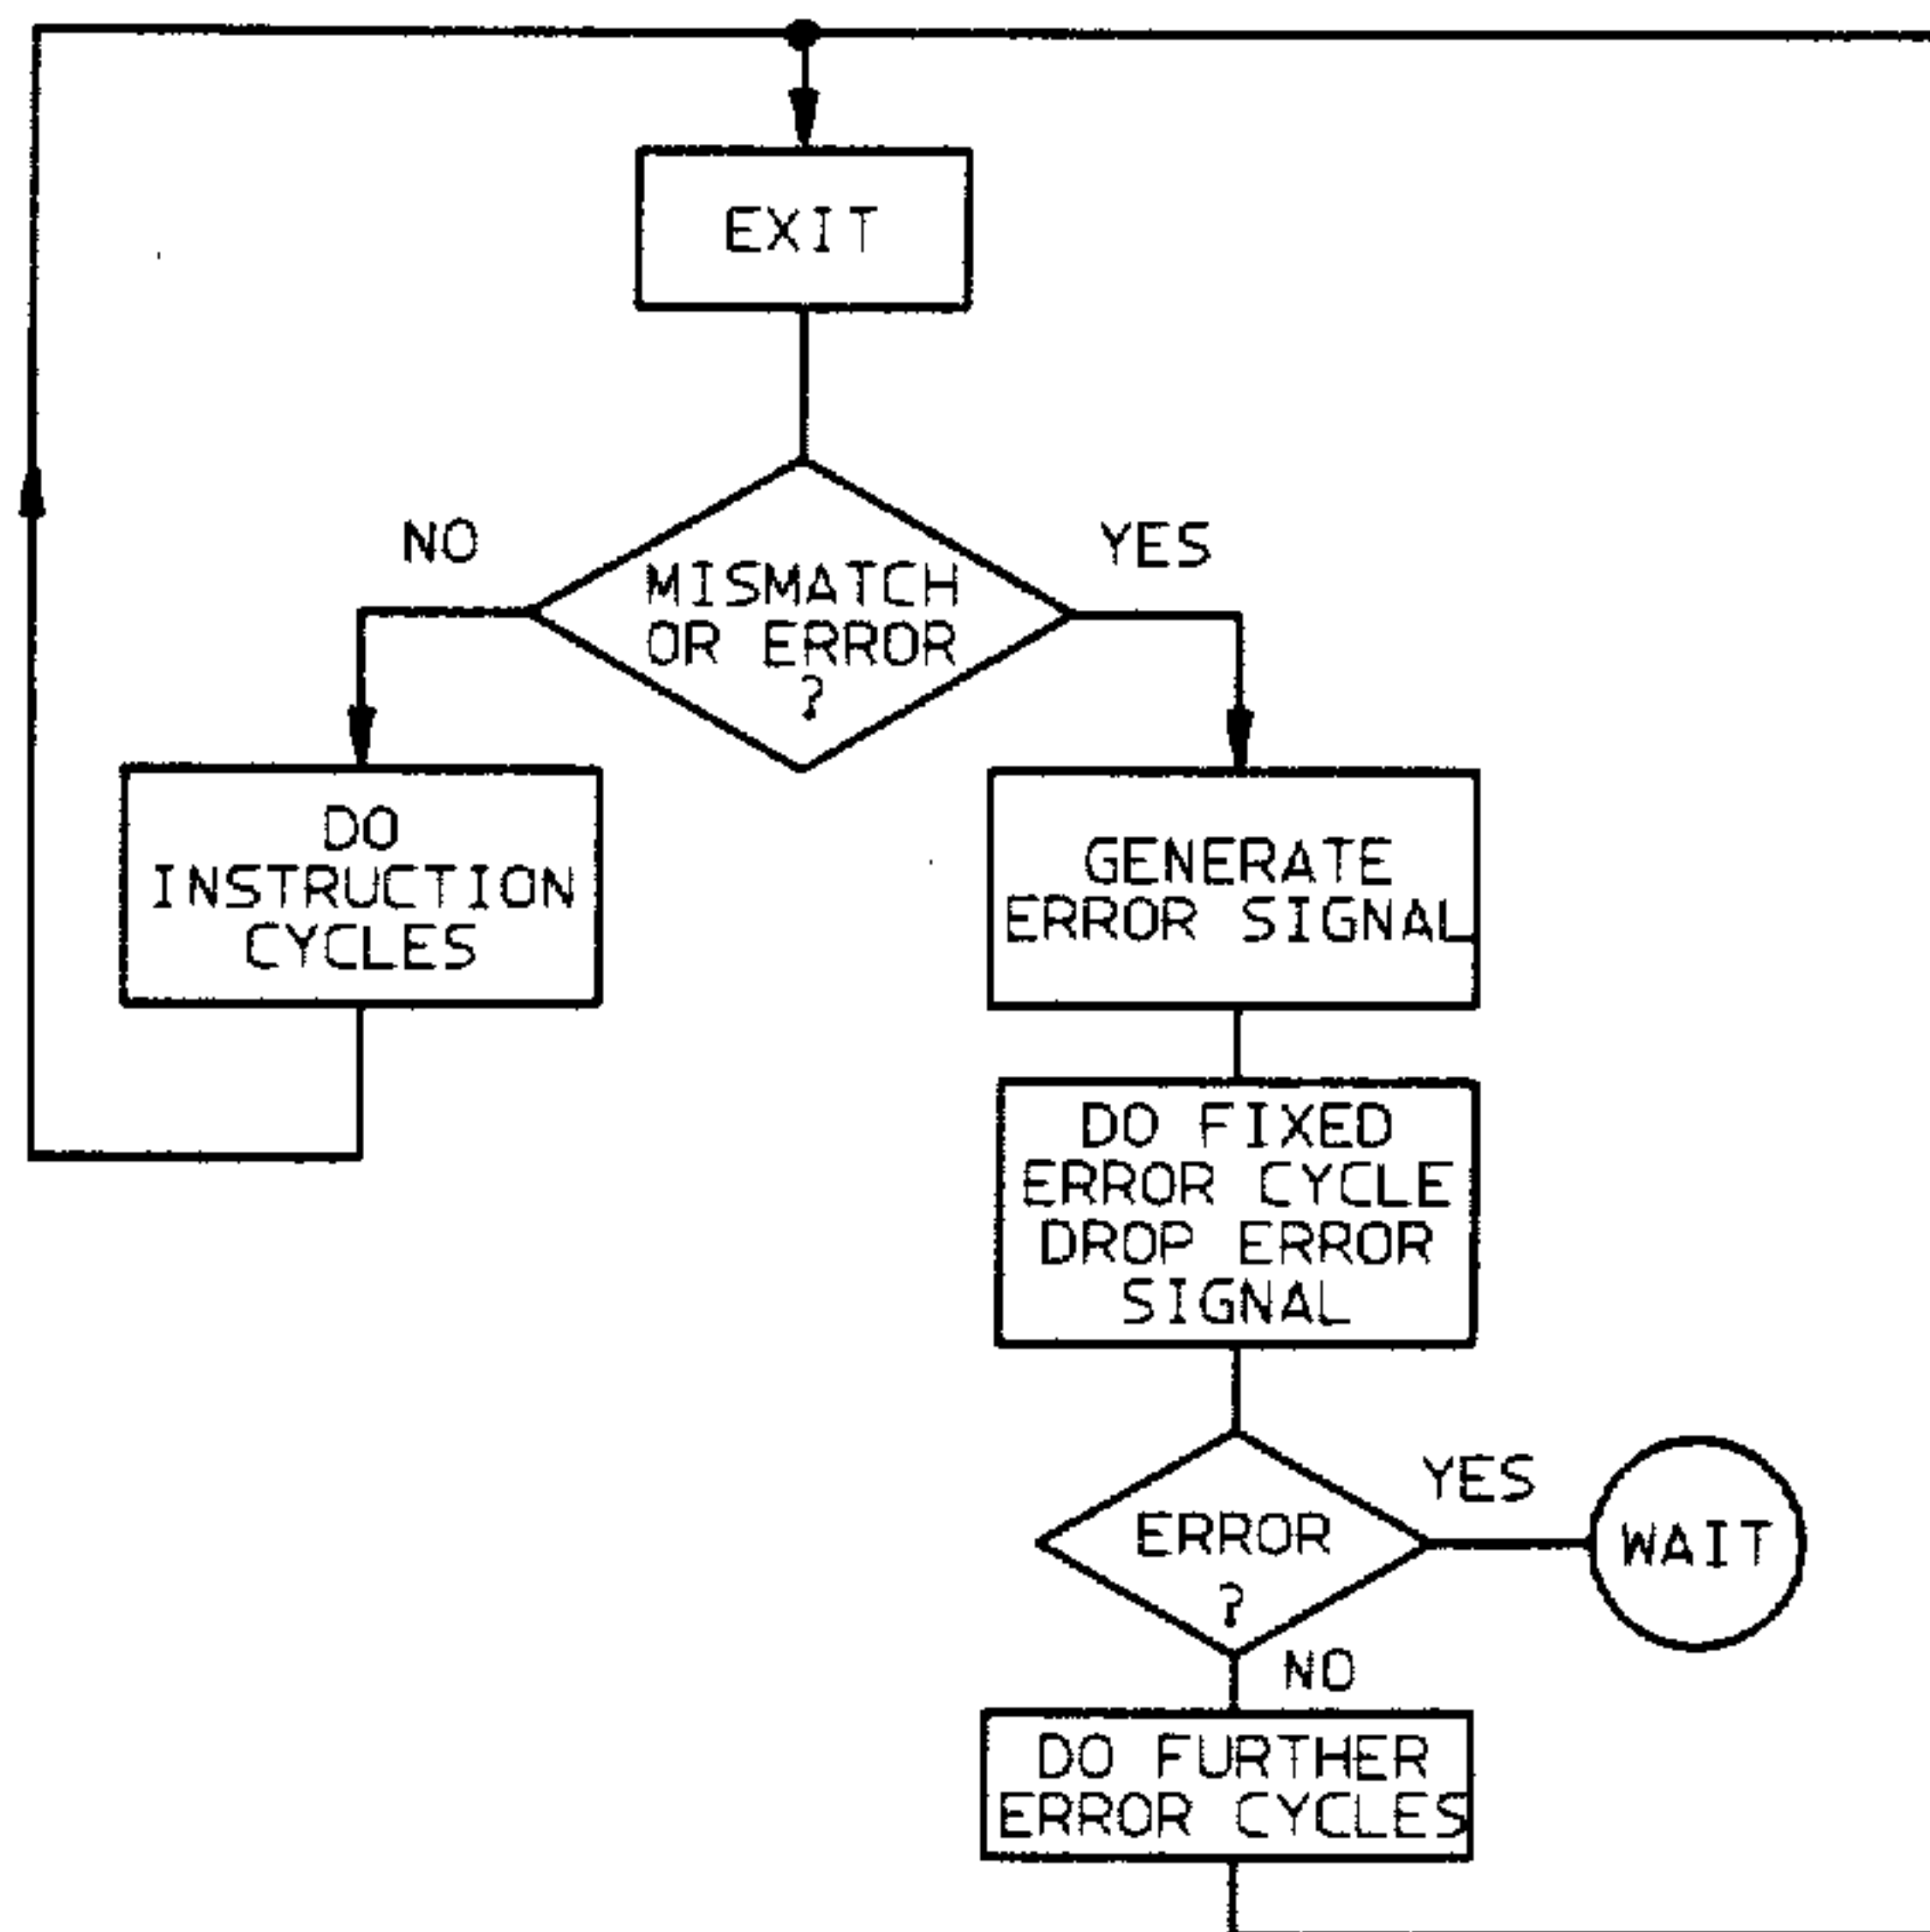 EXIT
NO
YES
MISMATCH
OR ERROR
?
DO
INSTRUCTION
CYCLES
GENERATE
ERROR SIGNAL
DO FIXED
ERROR CYCLE
DROP ERROR
SIGNAL
YES
ERROR
?
WAIT
NO
DO FURTHER
ERROR CYCLES